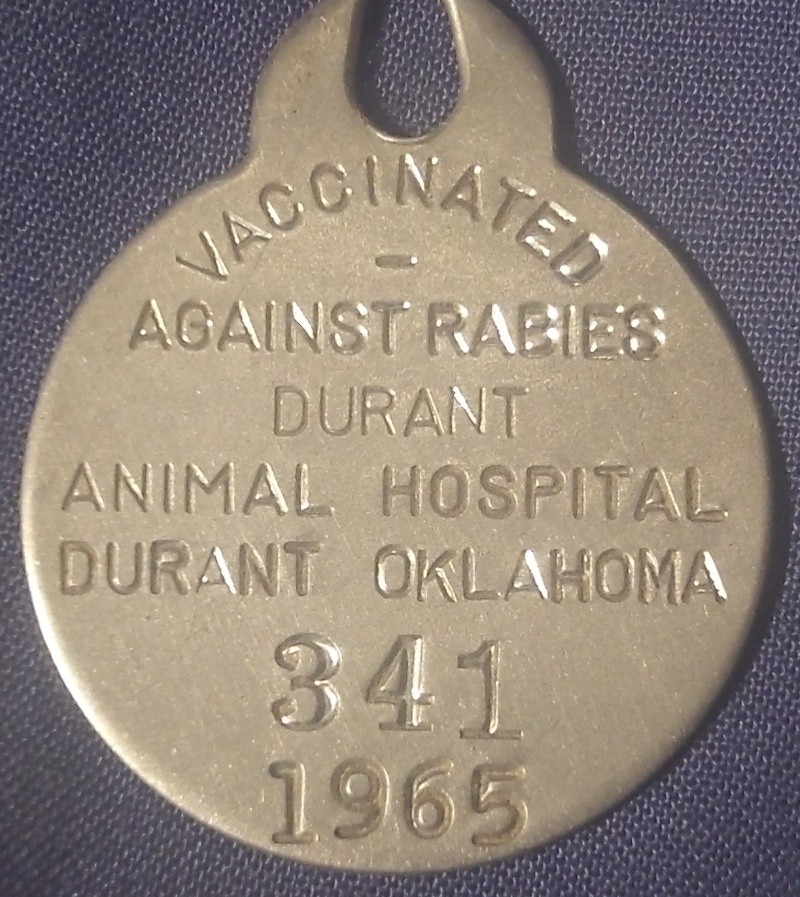 VACCINATED
-
AGAINST RABIES
DURANT
ANIMAL HOSPITAL
DURANT OKLAHOMA
341
1965